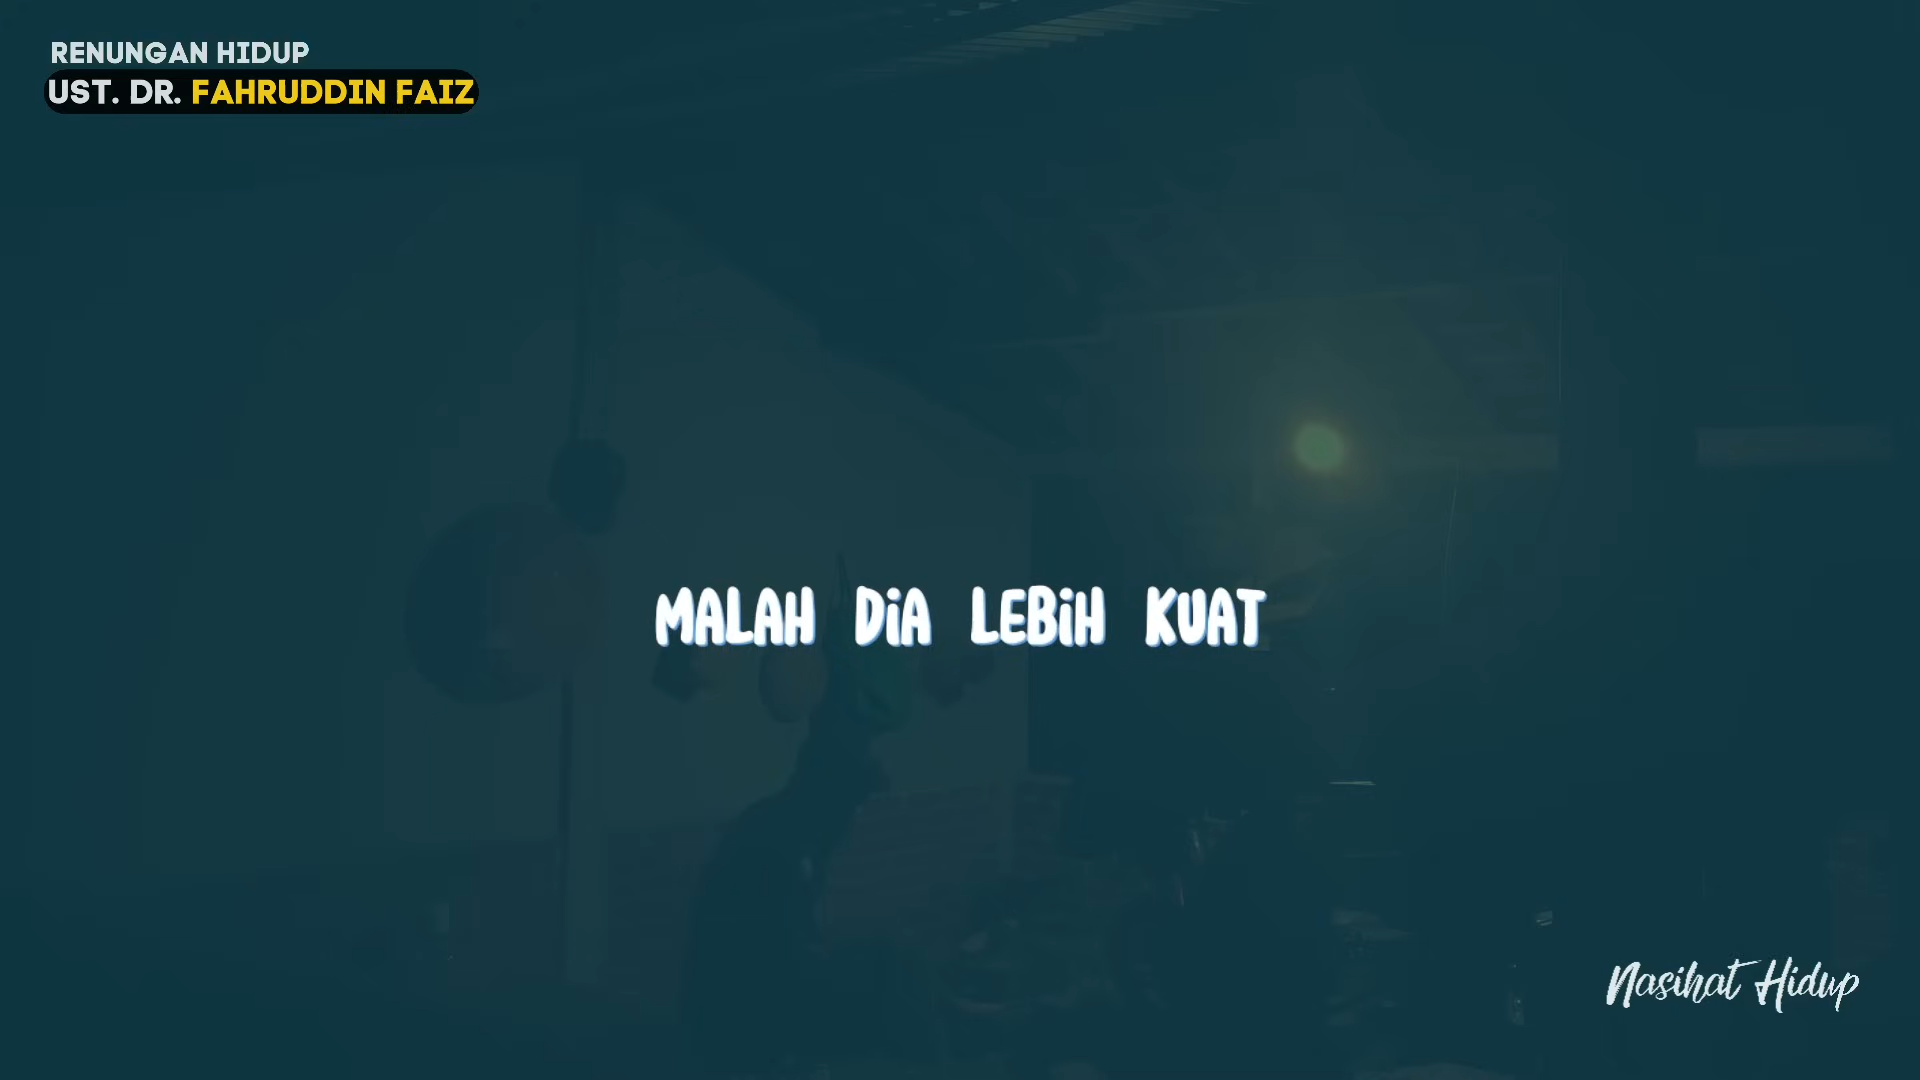 RENUNGAN HIDUP
UST. DR. FAHRUDDIN FAIZ
MALAH DiA LEBiH KUAT
Nasihat Hidup